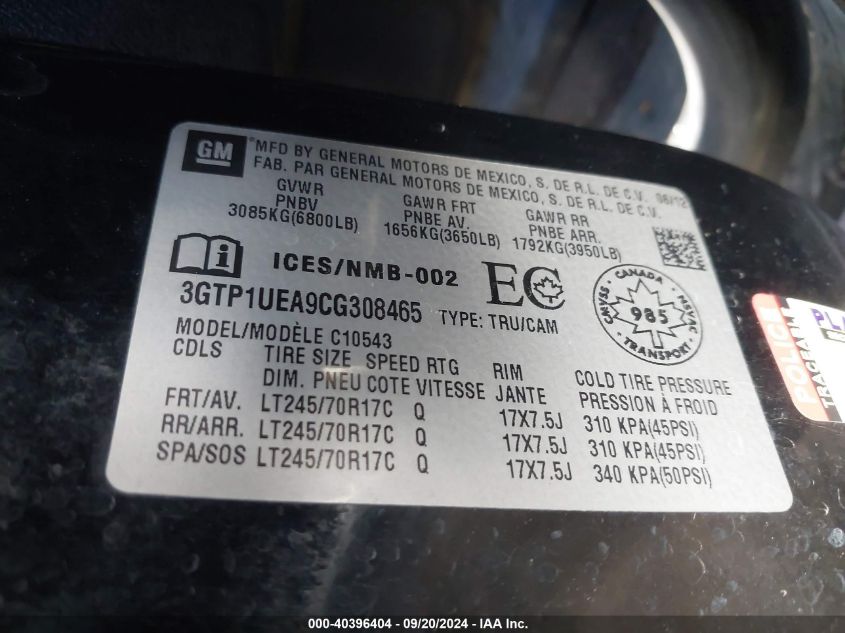 GM
MFD BY GENERAL MOTORS DE MEXICO, S. DE R.L. DE C.V. 06/12
FAB. PAR GENERAL MOTORS DE MEXICO, S. DE R.L. DE C.V.
GVWR GAWR FRT GAWR RR
PNBV PNBE AV. PNBE ARR.
3085KG(6800LB) 1656KG(3650LB) 1792KG(3950LB)
ICES/NMB-002 EC
3GTP1UEA9CG308465 TYPE: TRU/CAM
CANADA
CMVSS 985 NSVAC
TRANSPORT
MODEL/MODÈLE C10543
CDLS TIRE SIZE SPEED RTG RIM COLD TIRE PRESSURE
DIM. PNEU COTE VITESSE JANTE PRESSION À FROID
FRT/AV. LT245/70R17C Q 17X7.5J 310 KPA(45PSI)
RR/ARR. LT245/70R17C Q 17X7.5J 310 KPA(45PSI)
SPA/SOS LT245/70R17C Q 17X7.5J 340 KPA(50PSI)
POLICE
000-40396404 - 09/20/2024 - IAA Inc.